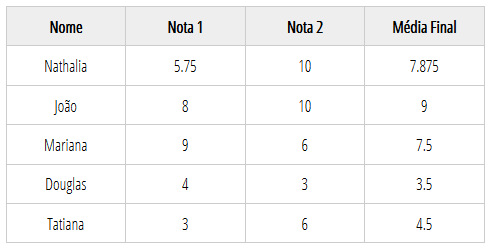 Nome Nota 1 Nota 2 Média Final
Nathalia 5.75 10 7.875
João 8 10 9
Mariana 9 6 7.5
Douglas 4 3 3.5
Tatiana 3 6 4.5